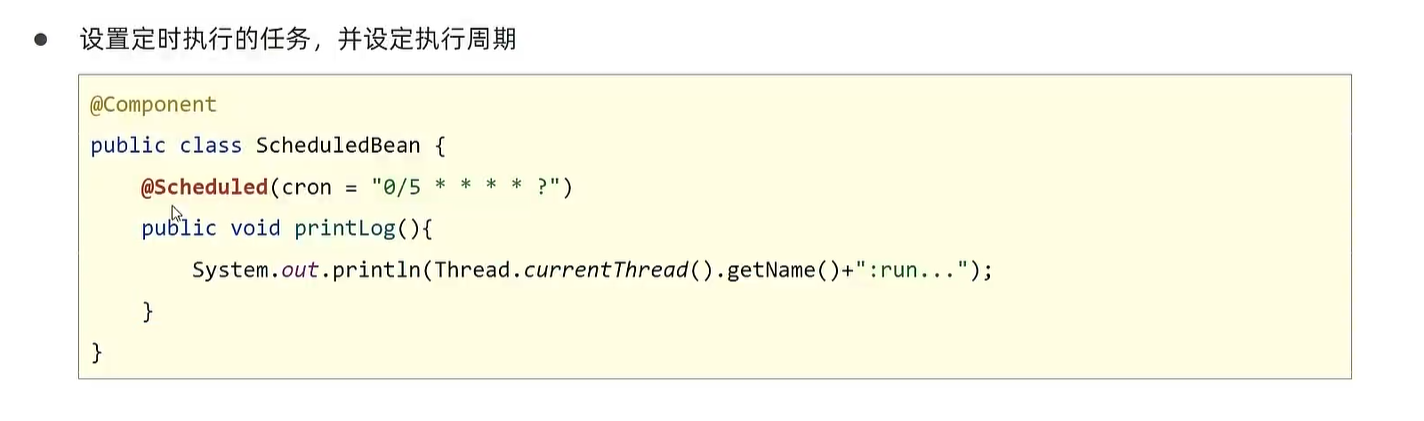 ● 设置定时执行的任务，并设定执行周期
@Component
public class ScheduledBean {
    @Scheduled(cron = "0/5 * * * * ?")
    public void printLog(){
        System.out.println(Thread.currentThread().getName()+":run...");
    }
}